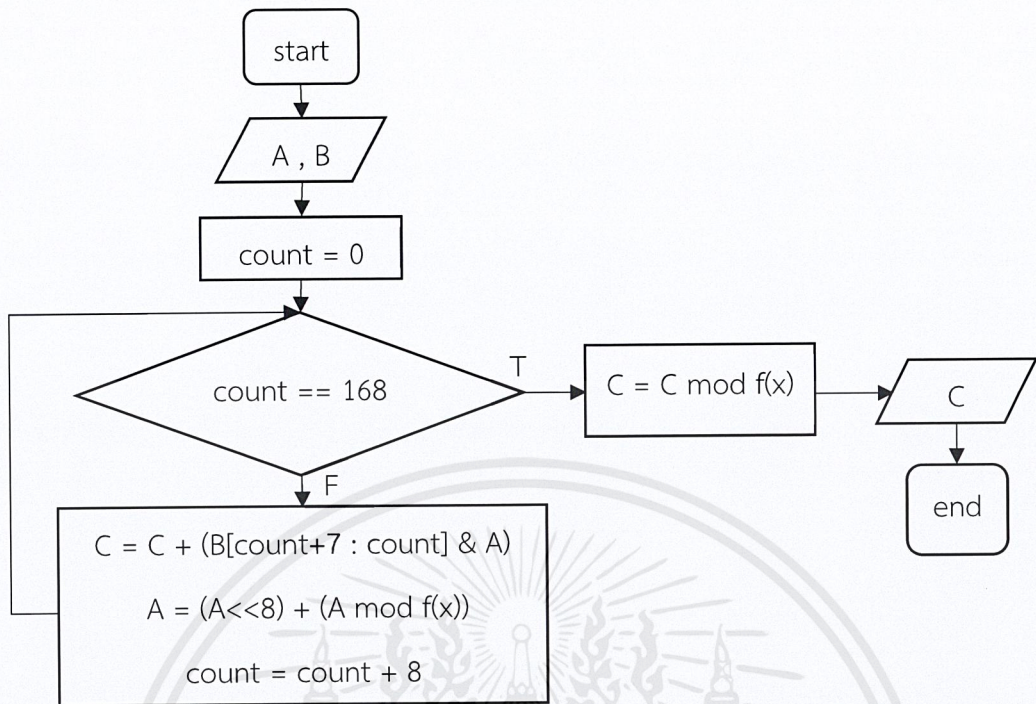 start
A , B
count = 0
count == 168
T
C = C mod f(x)
C
end
F
C = C + (B[count+7 : count] & A)
A = (A<<8) + (A mod f(x))
count = count + 8